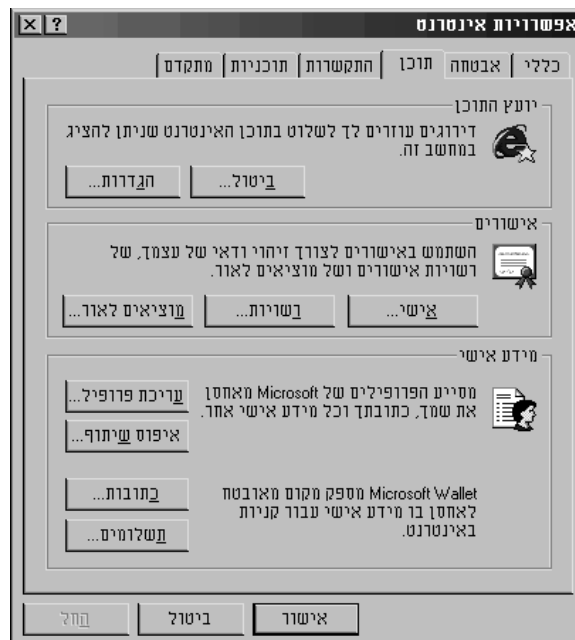 אפשרויות אינטרנט
כללי
אבטחה
תוכן
התקשרות
תוכניות
מתקדם
יועץ התוכן
דירוגים עוזרים לך לשלוט בתוכן האינטרנט שניתן להציג
במחשב זה.
ביטול...
הגדרות...
אישורים
השתמש באישורים לצורך זיהוי ודאי של עצמך, של
רשויות אישורים ושל מוציאים לאור.
אישי...
רשויות...
מוציאים לאור...
מידע אישי
מסייע הפרופילים של Microsoft מאחסן
את שמך, כתובתך וכל מידע אישי אחר.
עריכת פרופיל...
איפוס שיתוף...
Microsoft Wallet מספק מקום מאובטח
לאחסן בו מידע אישי עבור קניות
באינטרנט.
כתובות...
תשלומים...
אישור
ביטול
החל